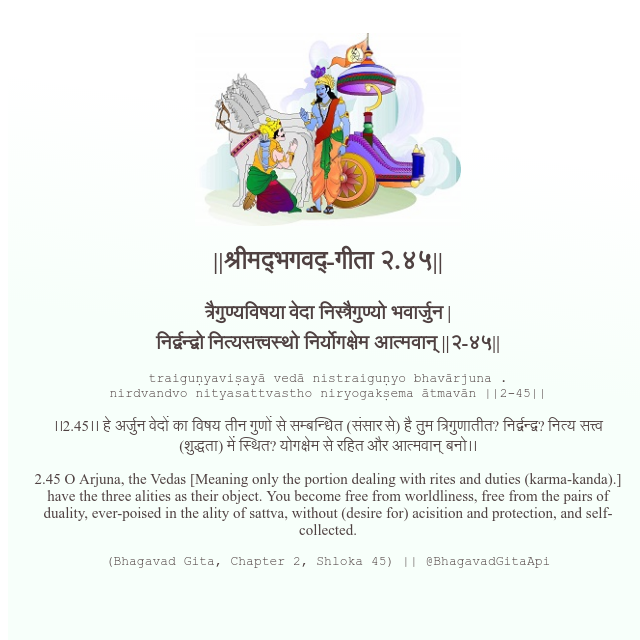 ||श्रीमद्‍भगवद्‍-गीता २.४५||
त्रैगुण्यविषया वेदा निस्त्रैगुण्यो भवार्जुन |
निर्द्वन्द्वो नित्यसत्त्वस्थो निर्योगक्षेम आत्मवान् ||२-४५||
traiguṇyaviṣayā vedā nistraiguṇyo bhavārjuna .
nirdvandvo nityasattvastho niryogakṣema ātmavān ||2-45||
।।2.45।। हे अर्जुन वेदों का विषय तीन गुणों से सम्बन्धित (संसार से) है तुम त्रिगुणातीत? निर्द्वन्द्व? नित्य सत्त्व
(शुद्धता) में स्थित? योगक्षेम से रहित और आत्मवान् बनो।।
2.45 O Arjuna, the Vedas [Meaning only the portion dealing with rites and duties (karma-kanda).]
have the three alities as their object. You become free from worldliness, free from the pairs of
duality, ever-poised in the ality of sattva, without (desire for) acisition and protection, and self-
collected.
(Bhagavad Gita, Chapter 2, Shloka 45) || @BhagavadGitaApi